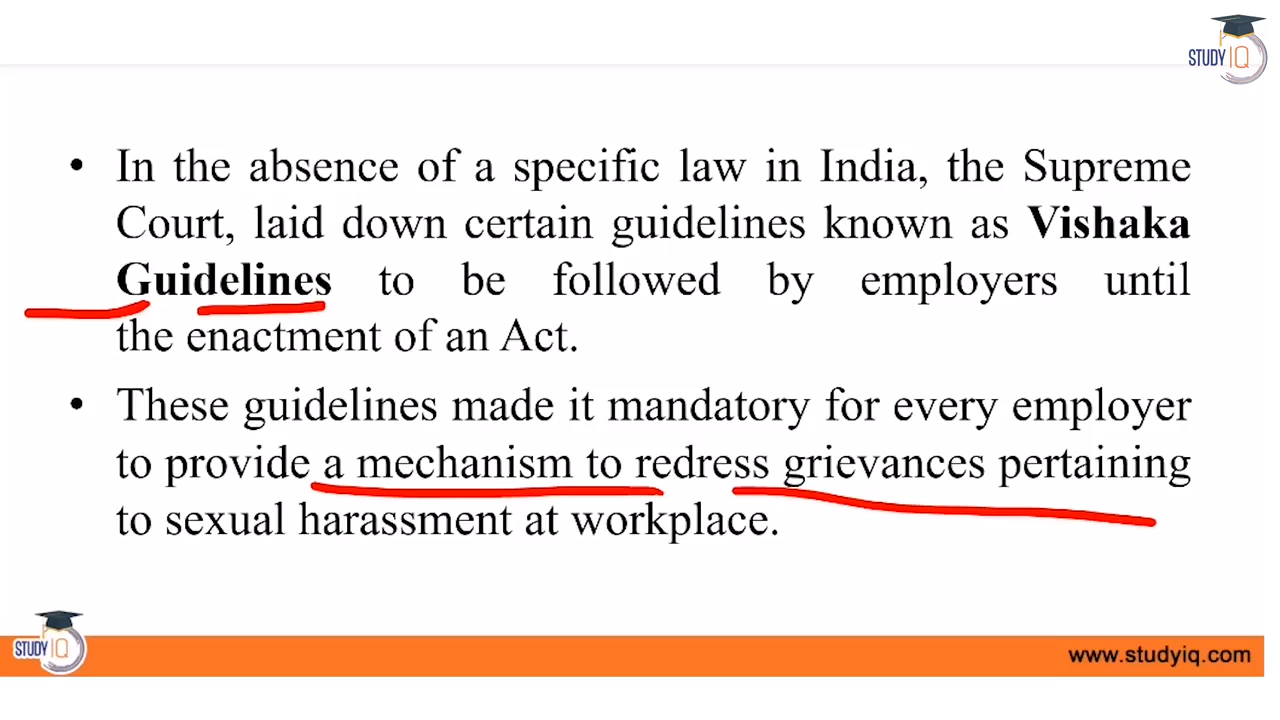 STUDY IQ
• In the absence of a specific law in India, the Supreme
Court, laid down certain guidelines known as Vishaka
Guidelines to be followed by employers until
the enactment of an Act.
• These guidelines made it mandatory for every employer
to provide a mechanism to redress grievances pertaining
to sexual harassment at workplace.
STUDY IQ
www.studyiq.com